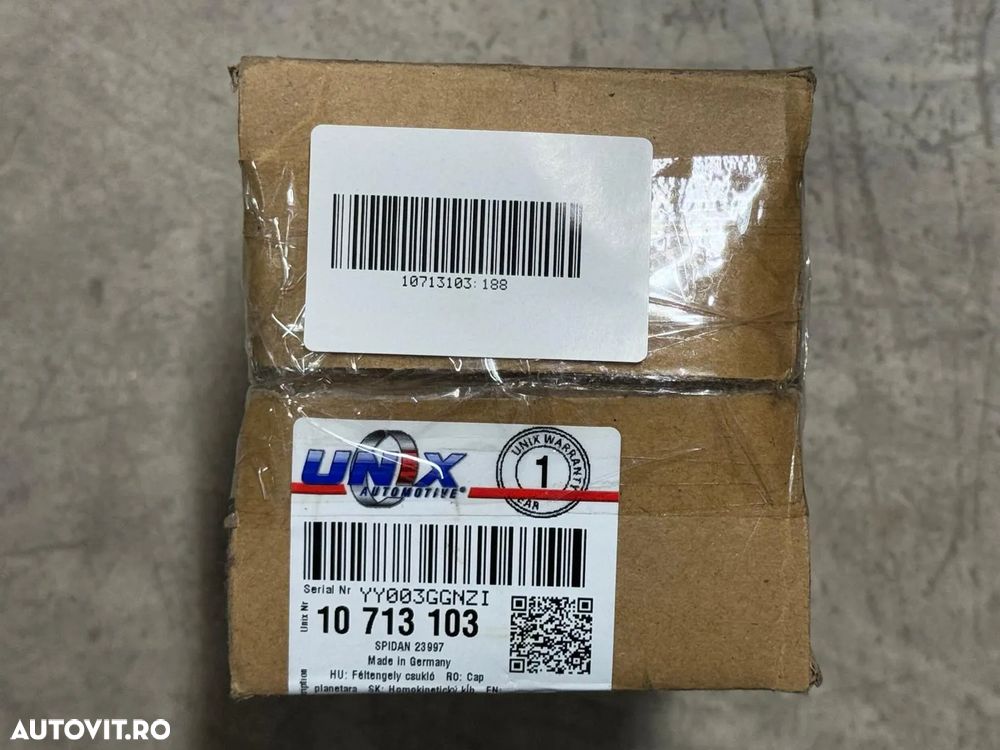 10713103:188
UNIX
AUTOMOTIVE®
UNIX WARRANTY
1
Serial Nr YY003GGNZI
Unix Nr
10 713 103
SPIDAN 23997
Made in Germany
HU: Féltengely csukló RO: Cap
planetara SK: Homokinetický kĺb EN:
AUTOVIT.RO